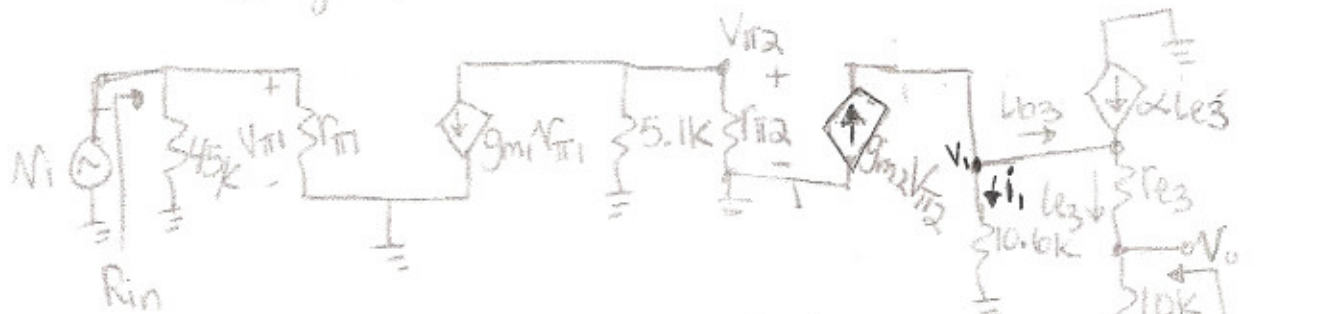 Vπ2
+
+
Vi
45k
Vπ1
rπ1
-
gm1Vπ1
5.1K
rπ2
-
gm2Vπ2
V1
i1
ib3
αie3
ie3
re3
10.6k
Vo
10K
Rin